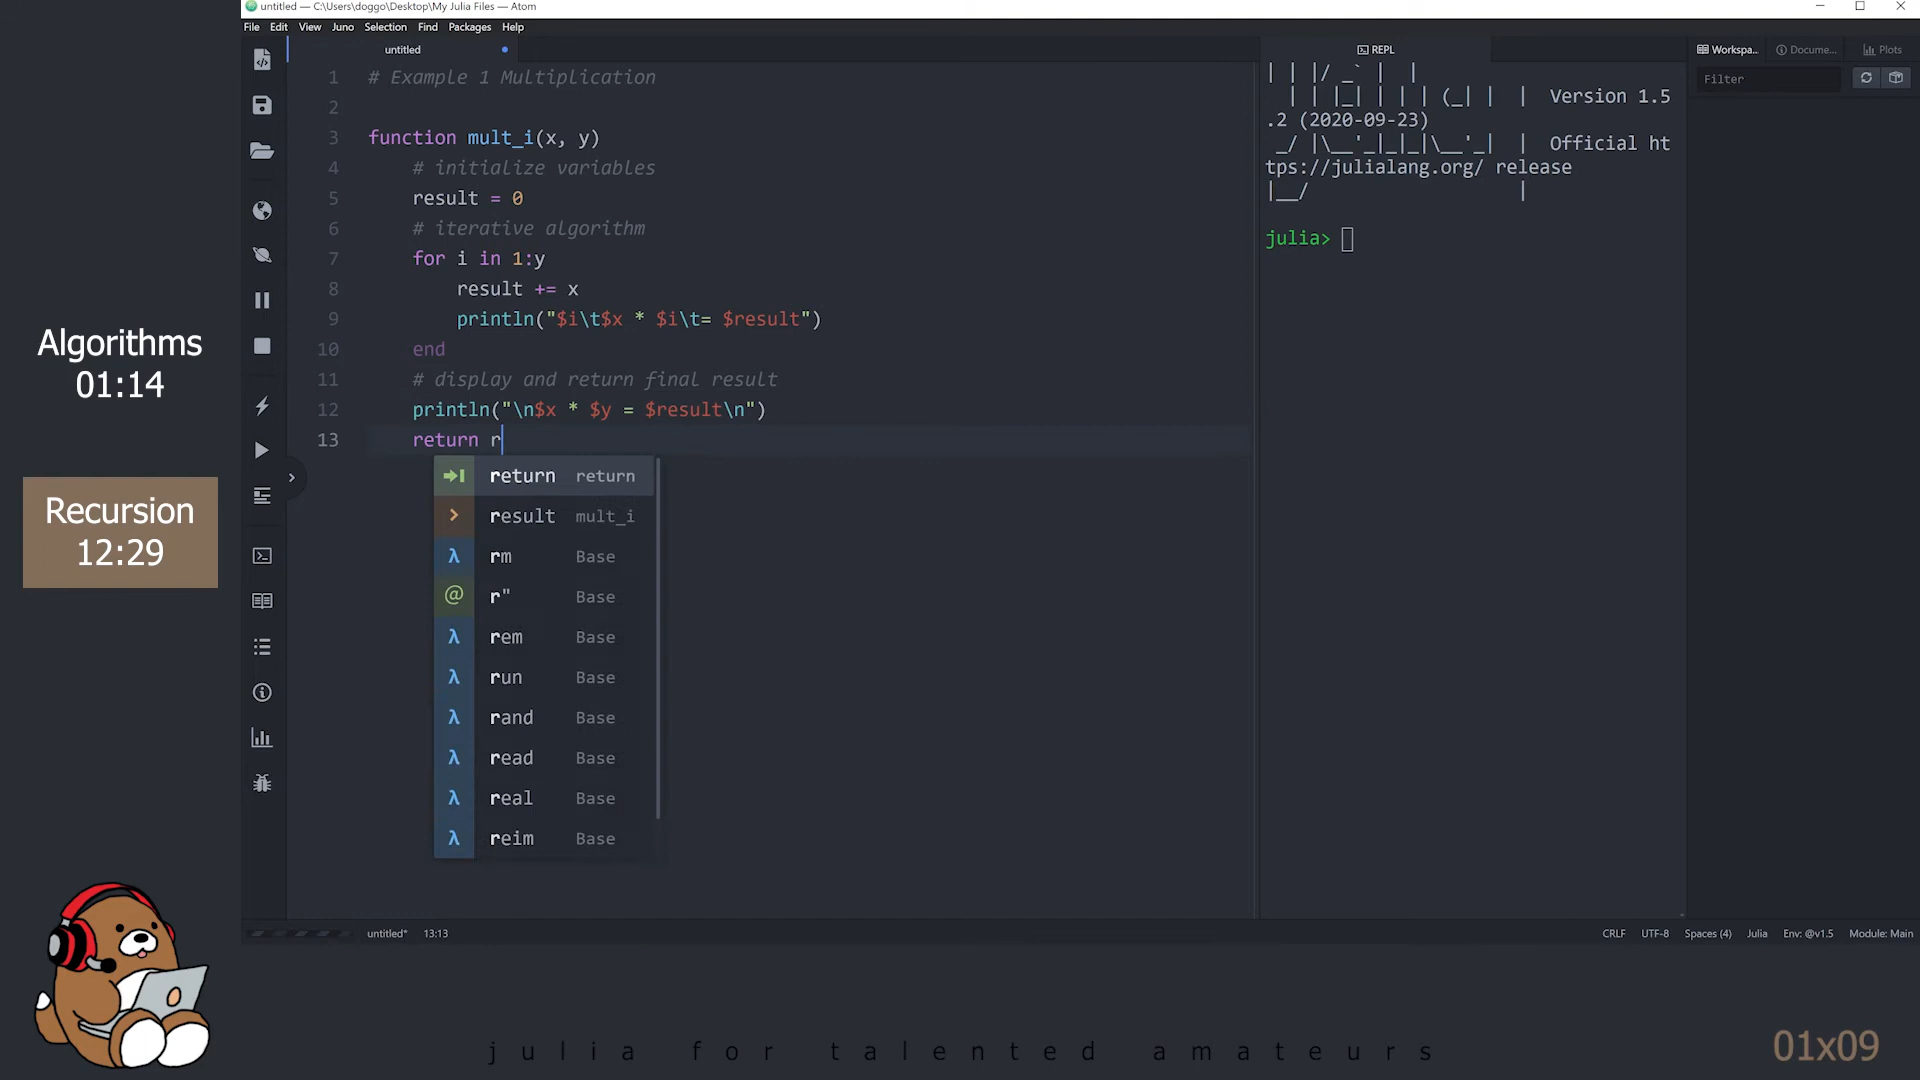 untitled — C:\Users\doggo\Desktop\My Julia Files — Atom
File Edit View Juno Selection Find Packages Help
untitled
REPL
Workspa..
Docume...
Plots
Filter
1 # Example 1 Multiplication
2
3 function mult_i(x, y)
4 # initialize variables
5 result = 0
6 # iterative algorithm
7 for i in 1:y
8 result += x
9 println("$i\t$x * $i\t= $result")
10 end
11 # display and return final result
12 println("\n$x * $y = $result\n")
13 return r
return return
result mult_i
rm Base
r" Base
rem Base
run Base
rand Base
read Base
real Base
reim Base
| | |/ _` | |
| | |_| | | | (_| | | Version 1.5
.2 (2020-09-23)
_/ |\__'_|_|_|\__'_| | Official ht
tps://julialang.org/ release
|__/ |
julia>
Algorithms
01:14
Recursion
12:29
untitled* 13:13
CRLF UTF-8 Spaces (4) Julia Env: @v1.5 Module: Main
julia for talented amateurs
01x09